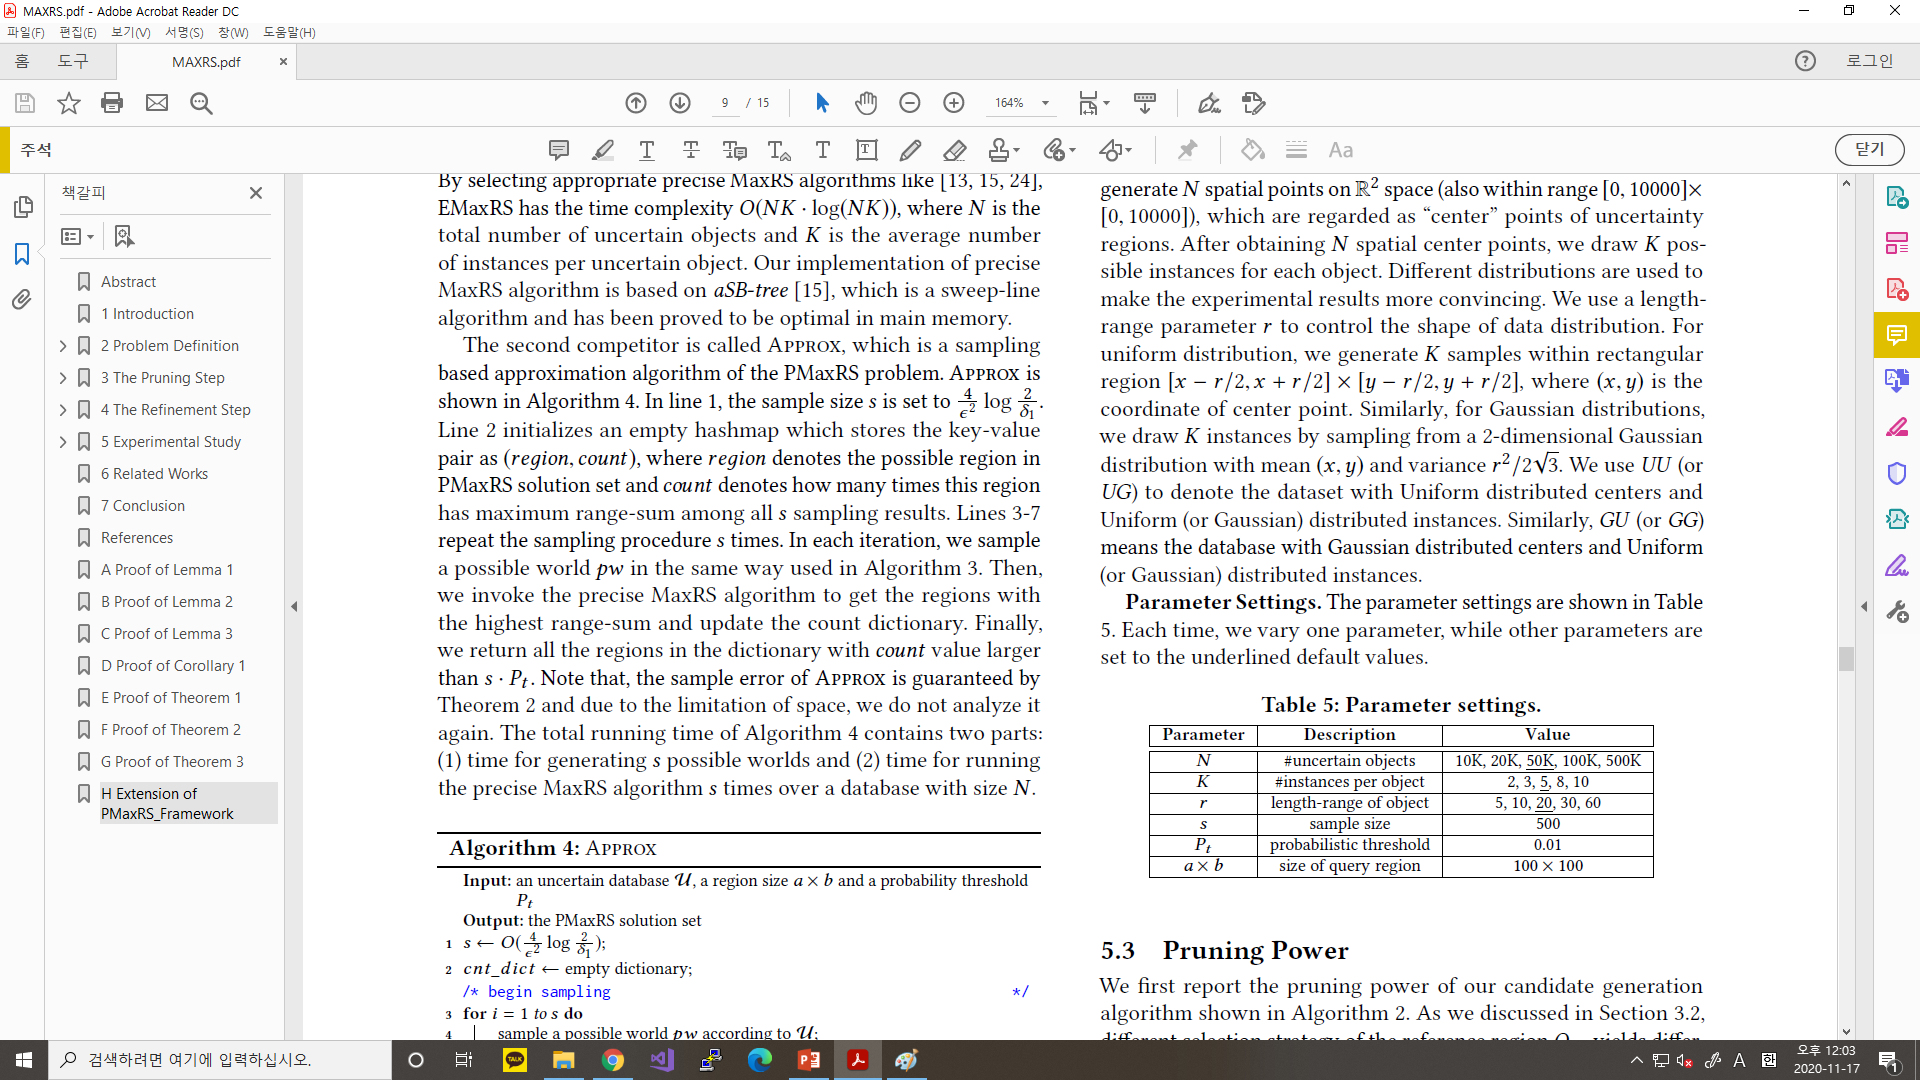 MAXRS.pdf - Adobe Acrobat Reader DC
파일(F) 편집(E) 보기(V) 서명(S) 창(W) 도움말(H)
홈 도구 MAXRS.pdf × ? 로그인
9 / 15 164%
주석 닫기
책갈피
Abstract
1 Introduction
2 Problem Definition
3 The Pruning Step
4 The Refinement Step
5 Experimental Study
6 Related Works
7 Conclusion
References
A Proof of Lemma 1
B Proof of Lemma 2
C Proof of Lemma 3
D Proof of Corollary 1
E Proof of Theorem 1
F Proof of Theorem 2
G Proof of Theorem 3
H Extension of
PMaxRS_Framework
By selecting appropriate precise MaxRS algorithms like [13, 15, 24],
EMaxRS has the time complexity O(NK · log(NK)), where N is the
total number of uncertain objects and K is the average number
of instances per uncertain object. Our implementation of precise
MaxRS algorithm is based on aSB-tree [15], which is a sweep-line
algorithm and has been proved to be optimal in main memory.
The second competitor is called Approx, which is a sampling
based approximation algorithm of the PMaxRS problem. Approx is
shown in Algorithm 4. In line 1, the sample size s is set to 4/ϵ² log 2/δ₁.
Line 2 initializes an empty hashmap which stores the key-value
pair as (region, count), where region denotes the possible region in
PMaxRS solution set and count denotes how many times this region
has maximum range-sum among all s sampling results. Lines 3-7
repeat the sampling procedure s times. In each iteration, we sample
a possible world pw in the same way used in Algorithm 3. Then,
we invoke the precise MaxRS algorithm to get the regions with
the highest range-sum and update the count dictionary. Finally,
we return all the regions in the dictionary with count value larger
than s · Pt. Note that, the sample error of Approx is guaranteed by
Theorem 2 and due to the limitation of space, we do not analyze it
again. The total running time of Algorithm 4 contains two parts:
(1) time for generating s possible worlds and (2) time for running
the precise MaxRS algorithm s times over a database with size N.
Algorithm 4: Approx
Input: an uncertain database 𝒰, a region size a × b and a probability threshold
Pt
Output: the PMaxRS solution set
1 s ← O(4/ϵ² log 2/δ₁);
2 cnt_dict ← empty dictionary;
/* begin sampling */
3 for i = 1 to s do
4 sample a possible world pw according to 𝒰;
generate N spatial points on ℝ² space (also within range [0, 10000]×
[0, 10000]), which are regarded as “center” points of uncertainty
regions. After obtaining N spatial center points, we draw K pos-
sible instances for each object. Different distributions are used to
make the experimental results more convincing. We use a length-
range parameter r to control the shape of data distribution. For
uniform distribution, we generate K samples within rectangular
region [x − r/2, x + r/2] × [y − r/2, y + r/2], where (x, y) is the
coordinate of center point. Similarly, for Gaussian distributions,
we draw K instances by sampling from a 2-dimensional Gaussian
distribution with mean (x, y) and variance r²/2√3. We use UU (or
UG) to denote the dataset with Uniform distributed centers and
Uniform (or Gaussian) distributed instances. Similarly, GU (or GG)
means the database with Gaussian distributed centers and Uniform
(or Gaussian) distributed instances.
Parameter Settings. The parameter settings are shown in Table
5. Each time, we vary one parameter, while other parameters are
set to the underlined default values.
Table 5: Parameter settings.
Parameter Description Value
N #uncertain objects 10K, 20K, 50K, 100K, 500K
K #instances per object 2, 3, 5, 8, 10
r length-range of object 5, 10, 20, 30, 60
s sample size 500
Pt probabilistic threshold 0.01
a × b size of query region 100 × 100
5.3 Pruning Power
We first report the pruning power of our candidate generation
algorithm shown in Algorithm 2. As we discussed in Section 3.2,
different selection strategy of the reference region
검색하려면 여기에 입력하십시오.
TALK
A 한
오후 12:03
2020-11-17
1